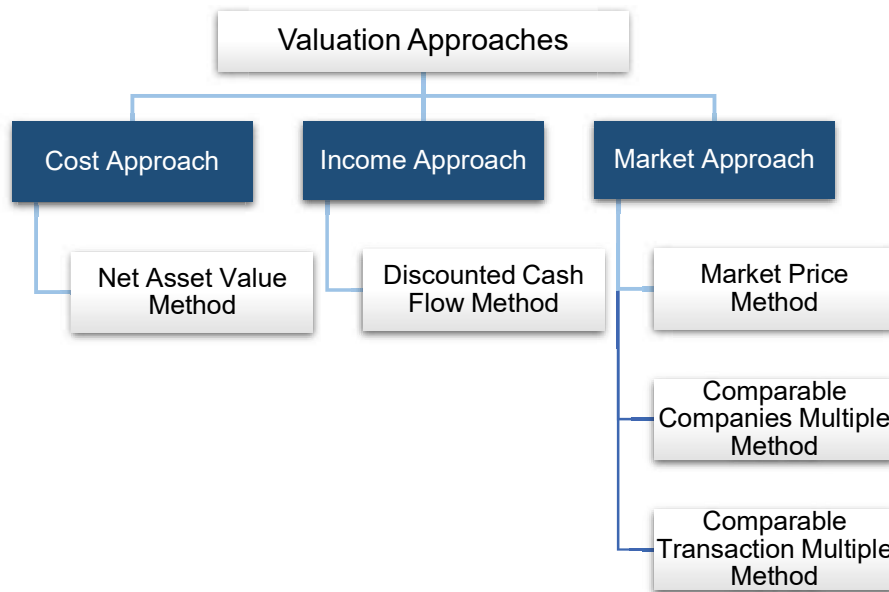 Valuation Approaches
Cost Approach
Income Approach
Market Approach
Net Asset Value
Method
Discounted Cash
Flow Method
Market Price
Method
Comparable
Companies Multiple
Method
Comparable
Transaction Multiple
Method